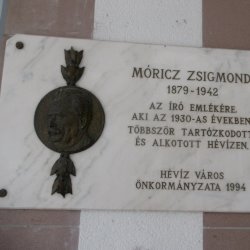 MÓRICZ ZSIGMOND
1879-1942
AZ ÍRÓ EMLÉKÉRE
AKI AZ 1930-AS ÉVEKBEN
TÖBBSZÖR TARTÓZKODOTT
ÉS ALKOTOTT HÉVÍZEN.
HÉVÍZ VÁROS
ÖNKORMÁNYZATA 1994